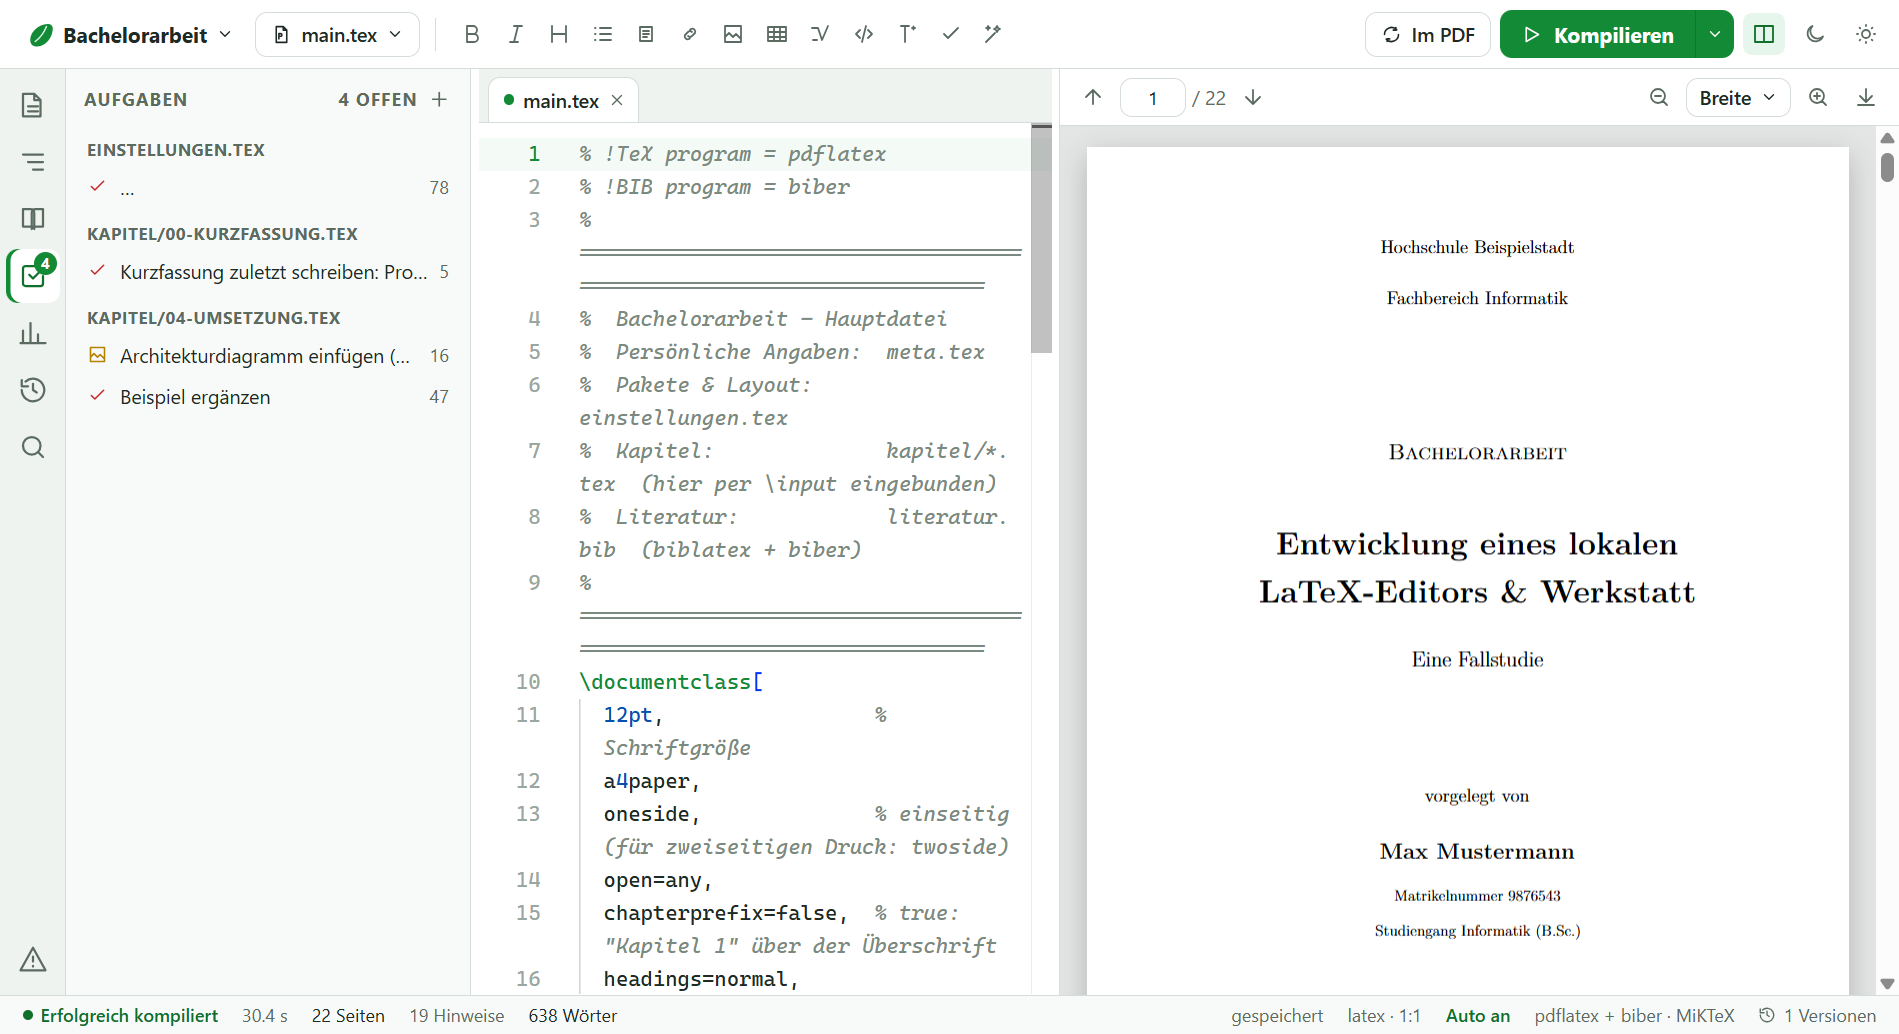 Bachelorarbeit
main.tex
Im PDF
Kompilieren
AUFGABEN
4 OFFEN
EINSTELLUNGEN.TEX
...
78
KAPITEL/00-KURZFASSUNG.TEX
Kurzfassung zuletzt schreiben: Pro...
5
KAPITEL/04-UMSETZUNG.TEX
Architekturdiagramm einfügen (...
16
Beispiel ergänzen
47
4
main.tex
1 % !TeX program = pdflatex
2 % !BIB program = biber
3 %
====================================
=================================
4 %  Bachelorarbeit – Hauptdatei
5 %  Persönliche Angaben:  meta.tex
6 %  Pakete & Layout:
einstellungen.tex
7 %  Kapitel:              kapitel/*.
tex  (hier per \input eingebunden)
8 %  Literatur:            literatur.
bib  (biblatex + biber)
9 %
====================================
=================================
10 \documentclass[
11 12pt,                 %
Schriftgröße
12 a4paper,
13 oneside,              % einseitig
(für zweiseitigen Druck: twoside)
14 open=any,
15 chapterprefix=false,  % true:
"Kapitel 1" über der Überschrift
16 headings=normal,
1 / 22
Breite
Hochschule Beispielstadt
Fachbereich Informatik
Bachelorarbeit
Entwicklung eines lokalen
LaTeX-Editors & Werkstatt
Eine Fallstudie
vorgelegt von
Max Mustermann
Matrikelnummer 9876543
Studiengang Informatik (B.Sc.)
Erfolgreich kompiliert
30.4 s
22 Seiten
19 Hinweise
638 Wörter
gespeichert
latex · 1:1
Auto an
pdflatex + biber · MiKTeX
1 Versionen